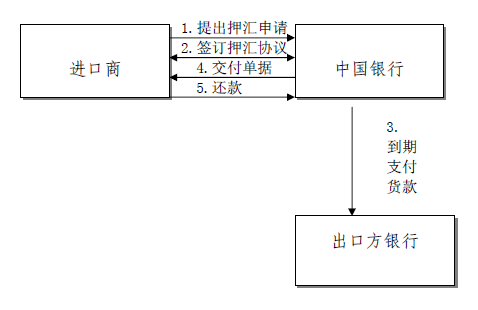 1. 提出押汇申请
2. 签订押汇协议
4. 交付单据
5. 还款
进口商
中国银行
3.
到期
支付
货款
出口方银行